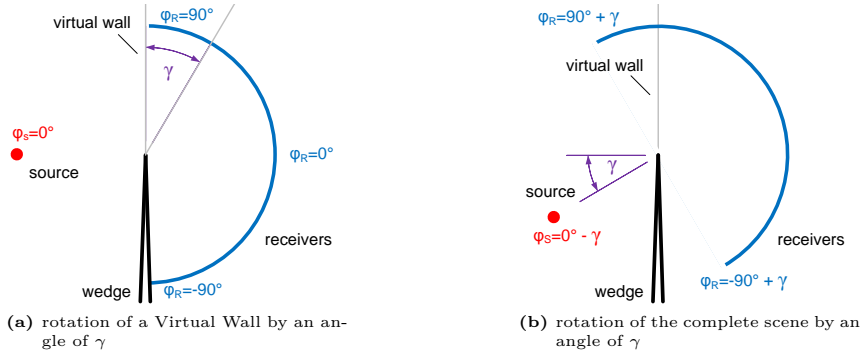 φR=90°
virtual wall
γ
φs=0°
source
φR=0°
receivers
wedge
φR=-90°
(a) rotation of a Virtual Wall by an an-
gle of γ
φR=90° + γ
virtual wall
γ
source
φS=0° - γ
receivers
φR=-90° + γ
wedge
(b) rotation of the complete scene by an
angle of γ